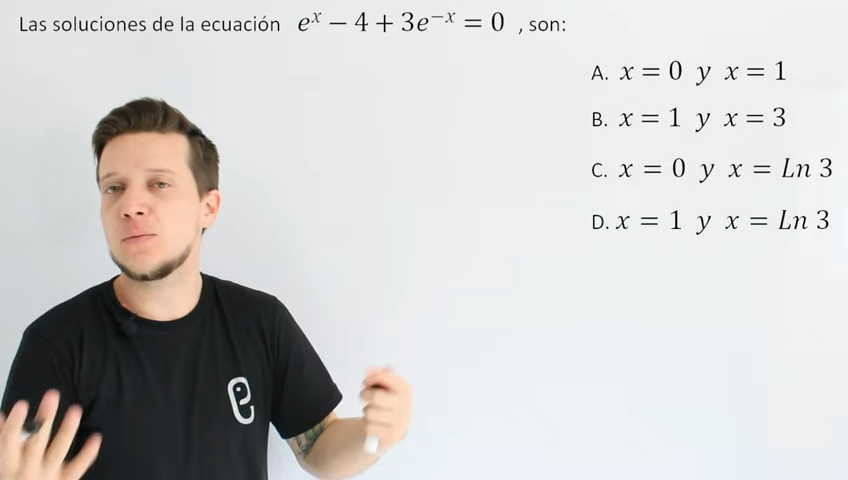 Las soluciones de la ecuación eˣ − 4 + 3e⁻ˣ = 0 , son:
A. x = 0 y x = 1
B. x = 1 y x = 3
C. x = 0 y x = Ln 3
D. x = 1 y x = Ln 3
e